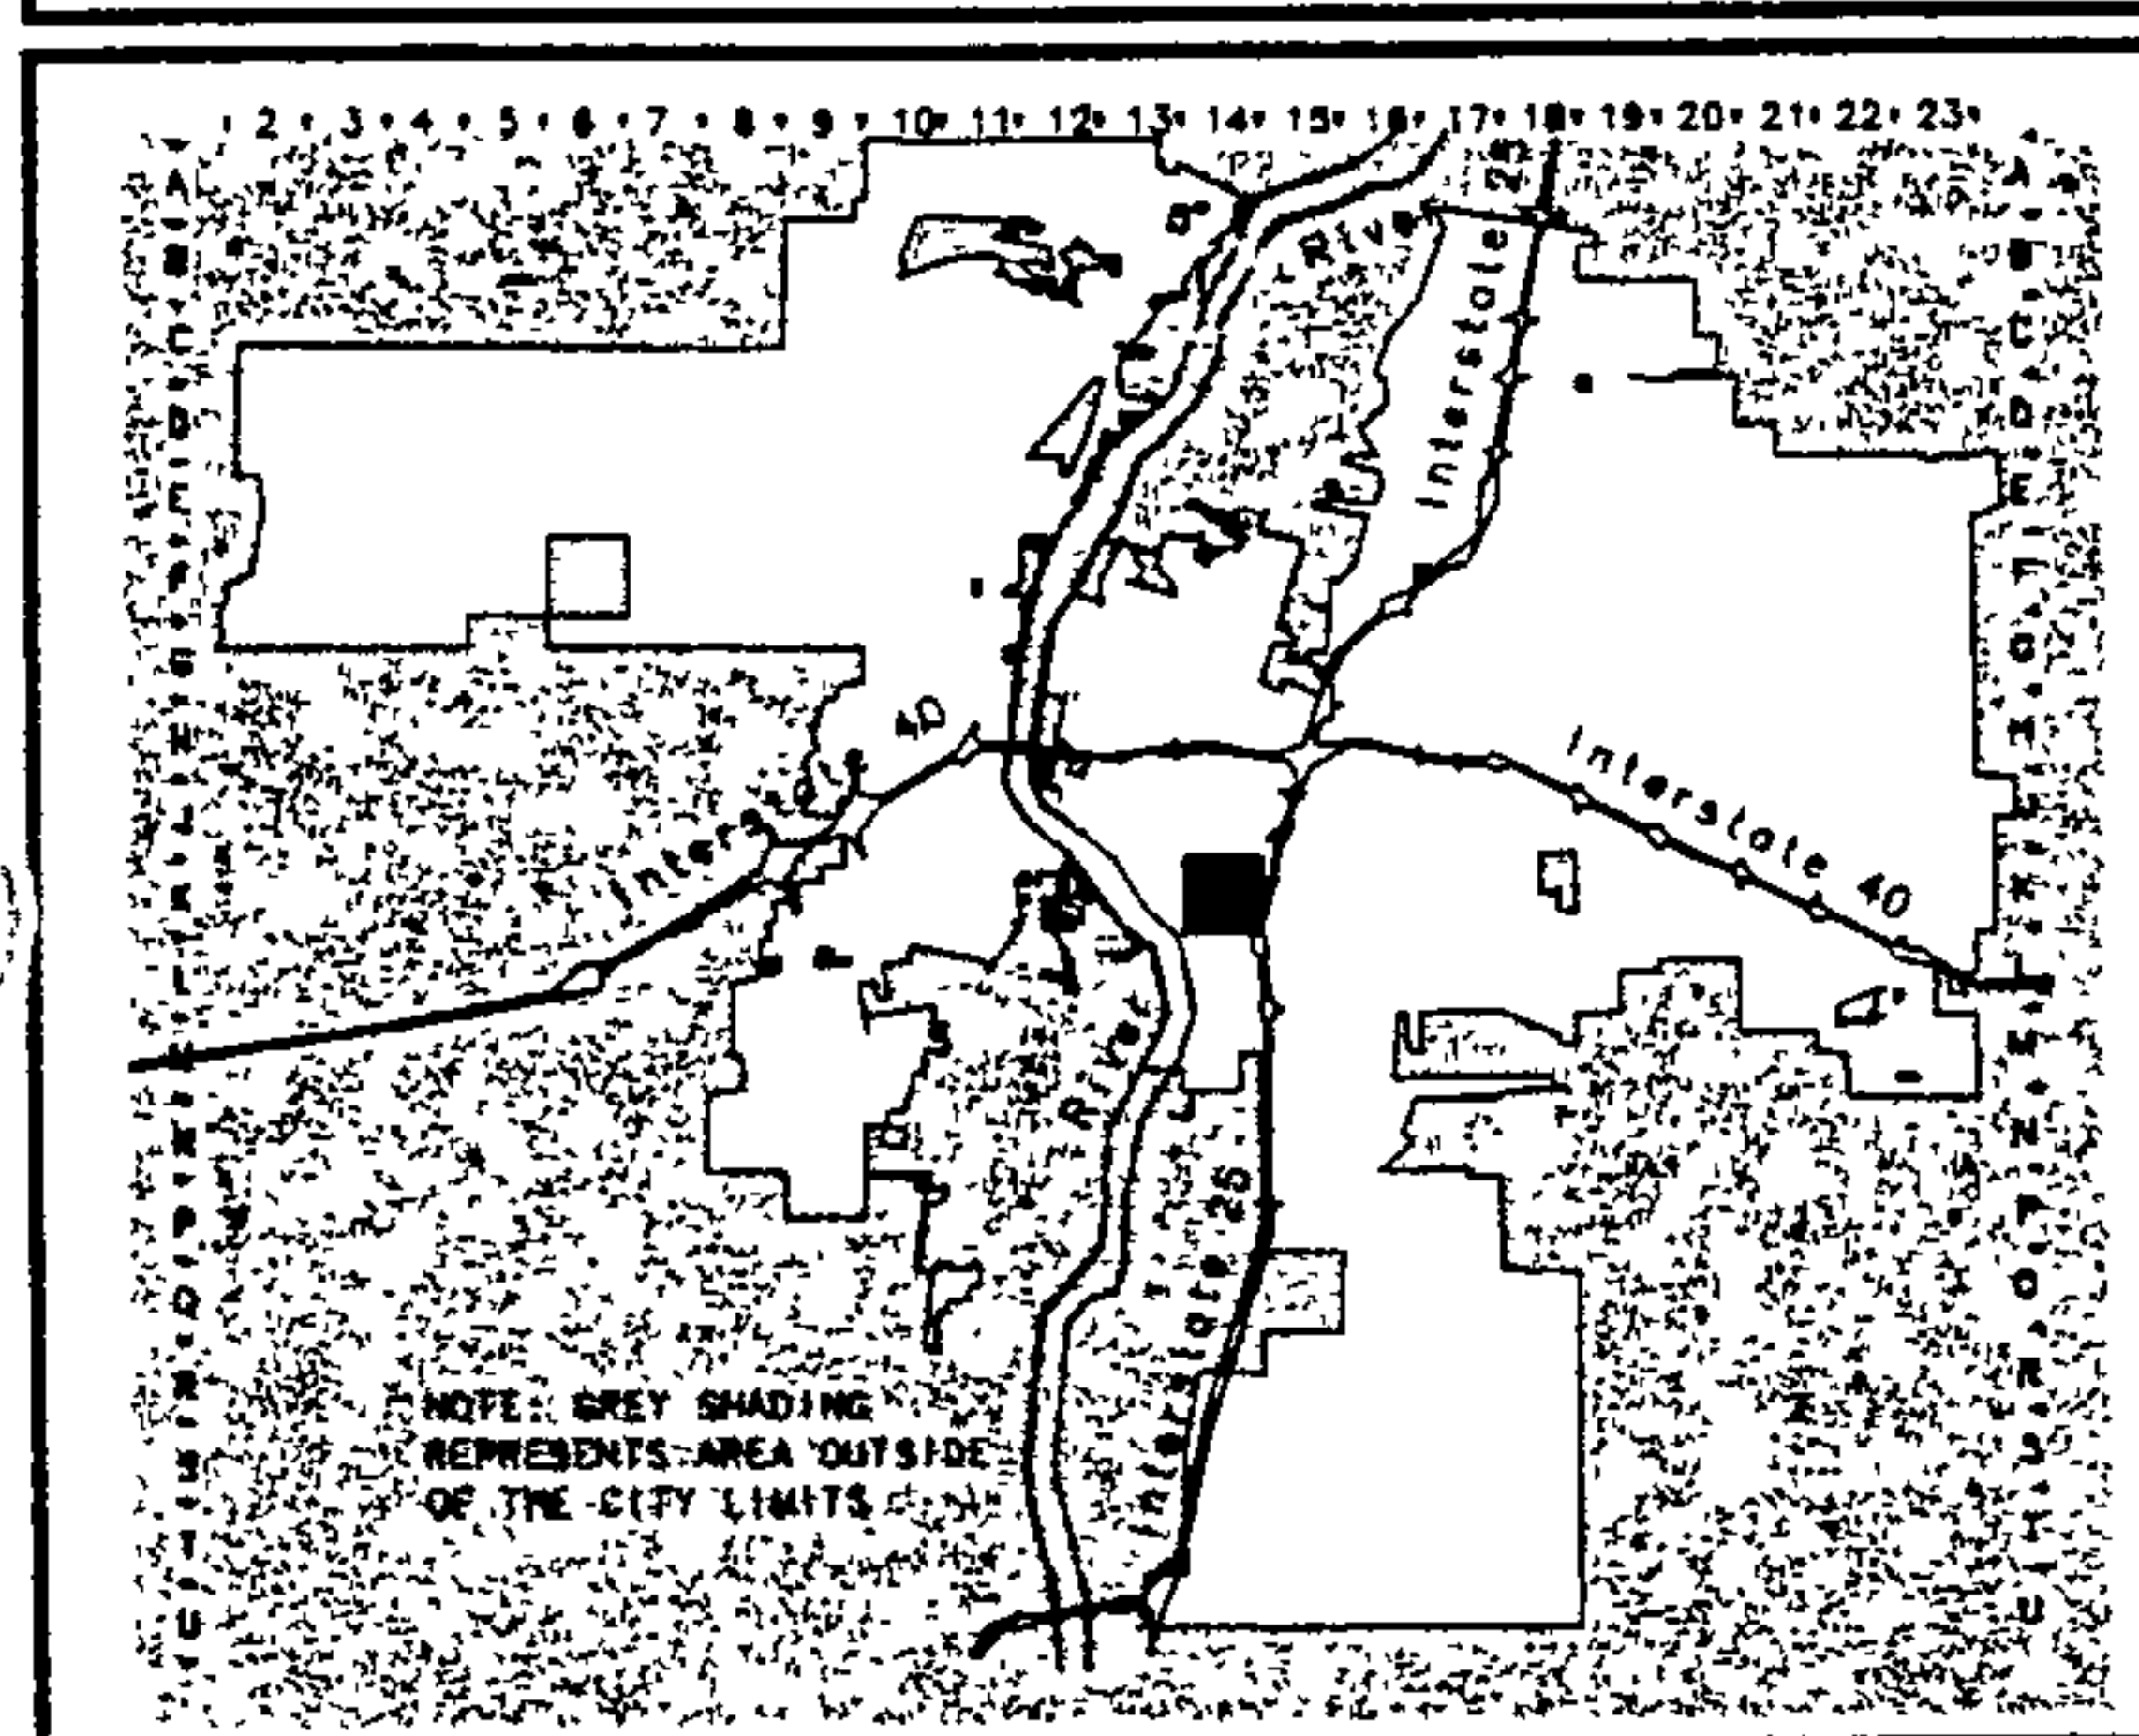 2 3 4 5 6 7 8 9 10 11 12 13 14 15 16 17 18 19 20 21 22 23
A
B
C
D
E
F
G
H
J
K
L
M
N
P
Q
R
S
T
U
River
Interstate 25
40
Interstate 40
River
Interstate 25
NOTE: GREY SHADING
REPRESENTS AREA OUTSIDE
OF THE CITY LIMITS
A
B
C
D
E
F
G
H
J
K
L
M
N
P
Q
R
S
T
U